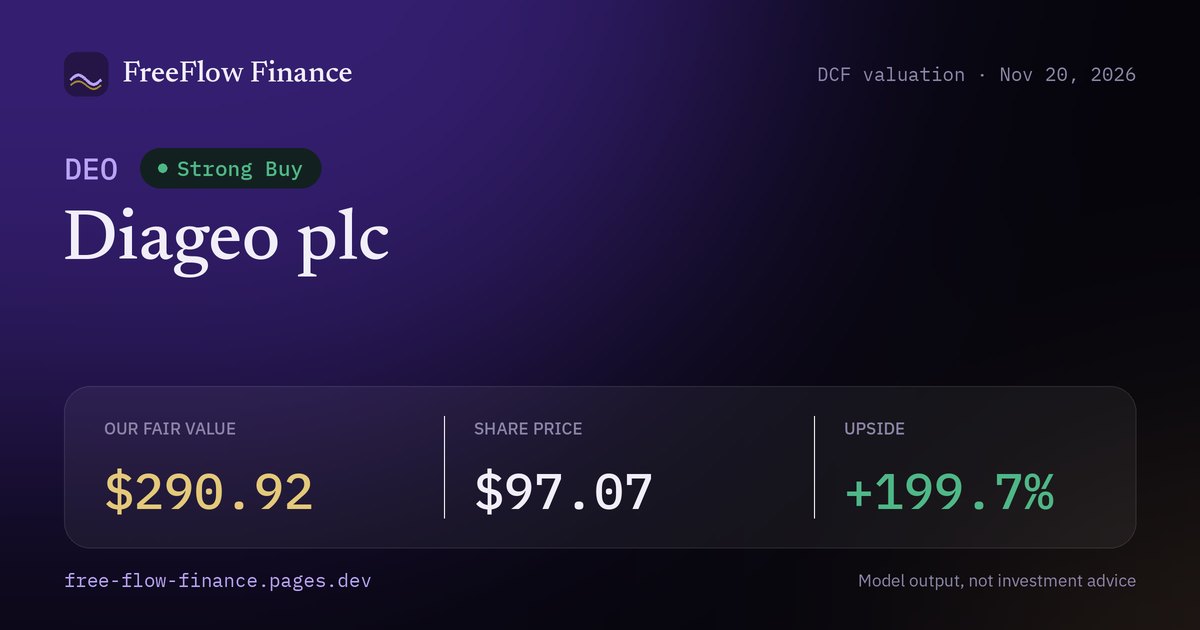 FreeFlow Finance
DCF valuation · Nov 20, 2026
DEO
Strong Buy
Diageo plc
OUR FAIR VALUE
$290.92
SHARE PRICE
$97.07
UPSIDE
+199.7%
free-flow-finance.pages.dev
Model output, not investment advice